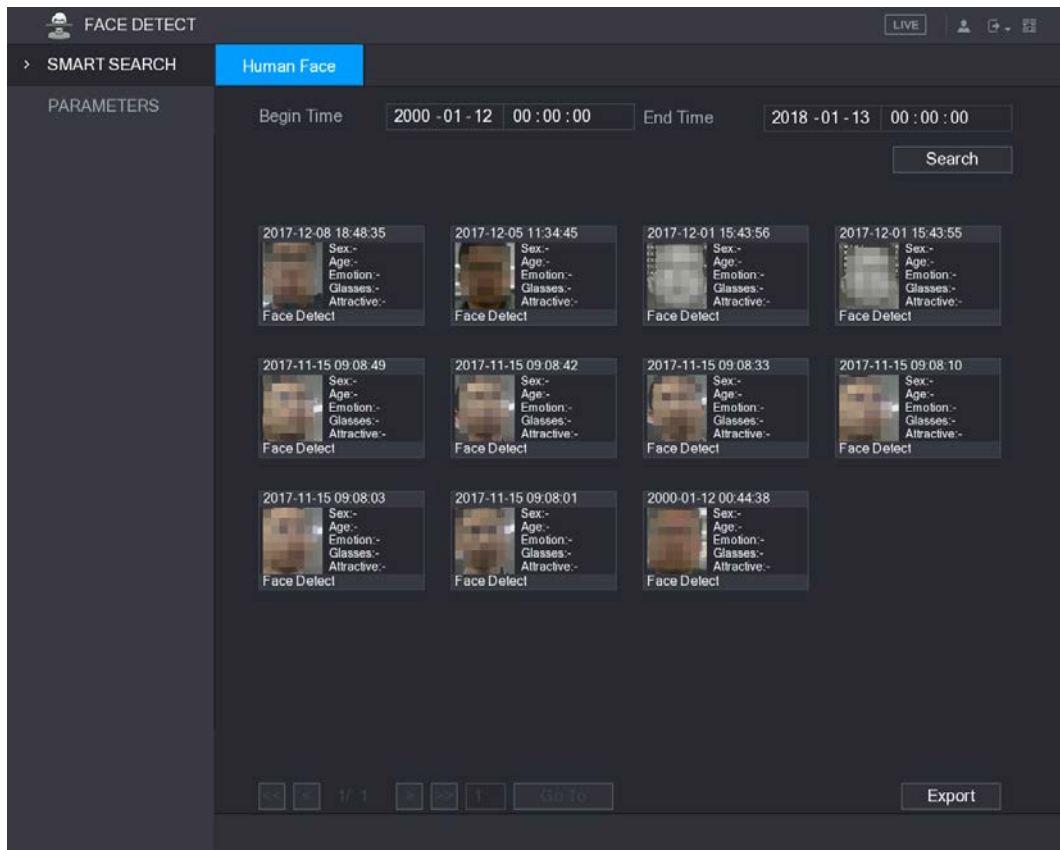 FACE DETECT
LIVE
> SMART SEARCH
Human Face
PARAMETERS
Begin Time 2000 -01 -12 00 : 00 : 00 End Time 2018 -01 -13 00 : 00 : 00
Search
2017-12-08 18:48:35
Sex:-
Age:-
Emotion:-
Glasses:-
Attractive:-
Face Detect
2017-12-05 11:34:45
Sex:-
Age:-
Emotion:-
Glasses:-
Attractive:-
Face Detect
2017-12-01 15:43:56
Sex:-
Age:-
Emotion:-
Glasses:-
Attractive:-
Face Detect
2017-12-01 15:43:55
Sex:-
Age:-
Emotion:-
Glasses:-
Attractive:-
Face Detect
2017-11-15 09:08:49
Sex:-
Age:-
Emotion:-
Glasses:-
Attractive:-
Face Detect
2017-11-15 09:08:42
Sex:-
Age:-
Emotion:-
Glasses:-
Attractive:-
Face Detect
2017-11-15 09:08:33
Sex:-
Age:-
Emotion:-
Glasses:-
Attractive:-
Face Detect
2017-11-15 09:08:10
Sex:-
Age:-
Emotion:-
Glasses:-
Attractive:-
Face Detect
2017-11-15 09:08:03
Sex:-
Age:-
Emotion:-
Glasses:-
Attractive:-
Face Detect
2017-11-15 09:08:01
Sex:-
Age:-
Emotion:-
Glasses:-
Attractive:-
Face Detect
2000-01-12 00:44:38
Sex:-
Age:-
Emotion:-
Glasses:-
Attractive:-
Face Detect
<< < 1/ 1 > >> 1 Go To
Export